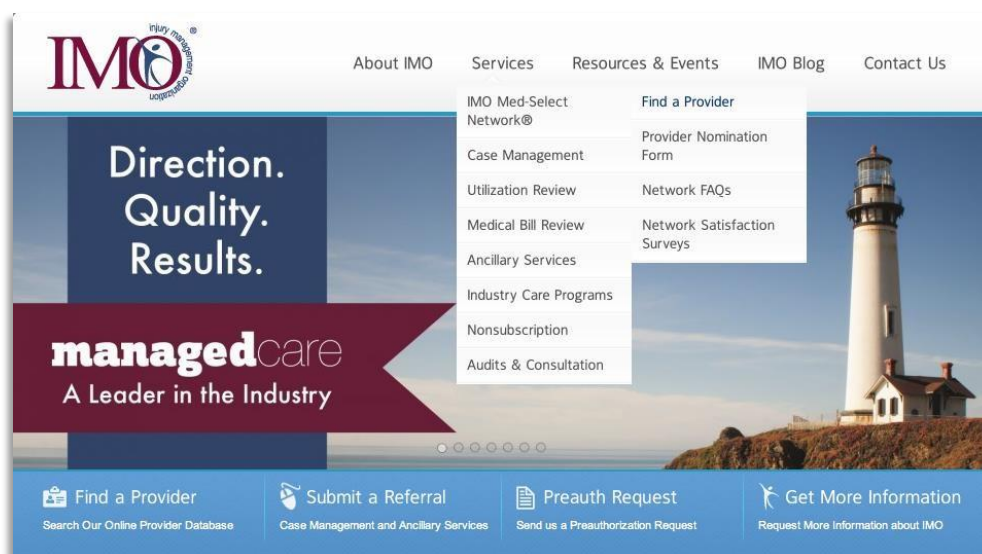 IMO
injury management organization
®
About IMO Services Resources & Events IMO Blog Contact Us
IMO Med-Select
Network®
Case Management
Utilization Review
Medical Bill Review
Ancillary Services
Industry Care Programs
Nonsubscription
Audits & Consultation
Find a Provider
Provider Nomination
Form
Network FAQs
Network Satisfaction
Surveys
Direction.
Quality.
Results.
managedcare
A Leader in the Industry
Find a Provider
Search Our Online Provider Database
Submit a Referral
Case Management and Ancillary Services
Preauth Request
Send us a Preauthorization Request
Get More Information
Request More Information about IMO